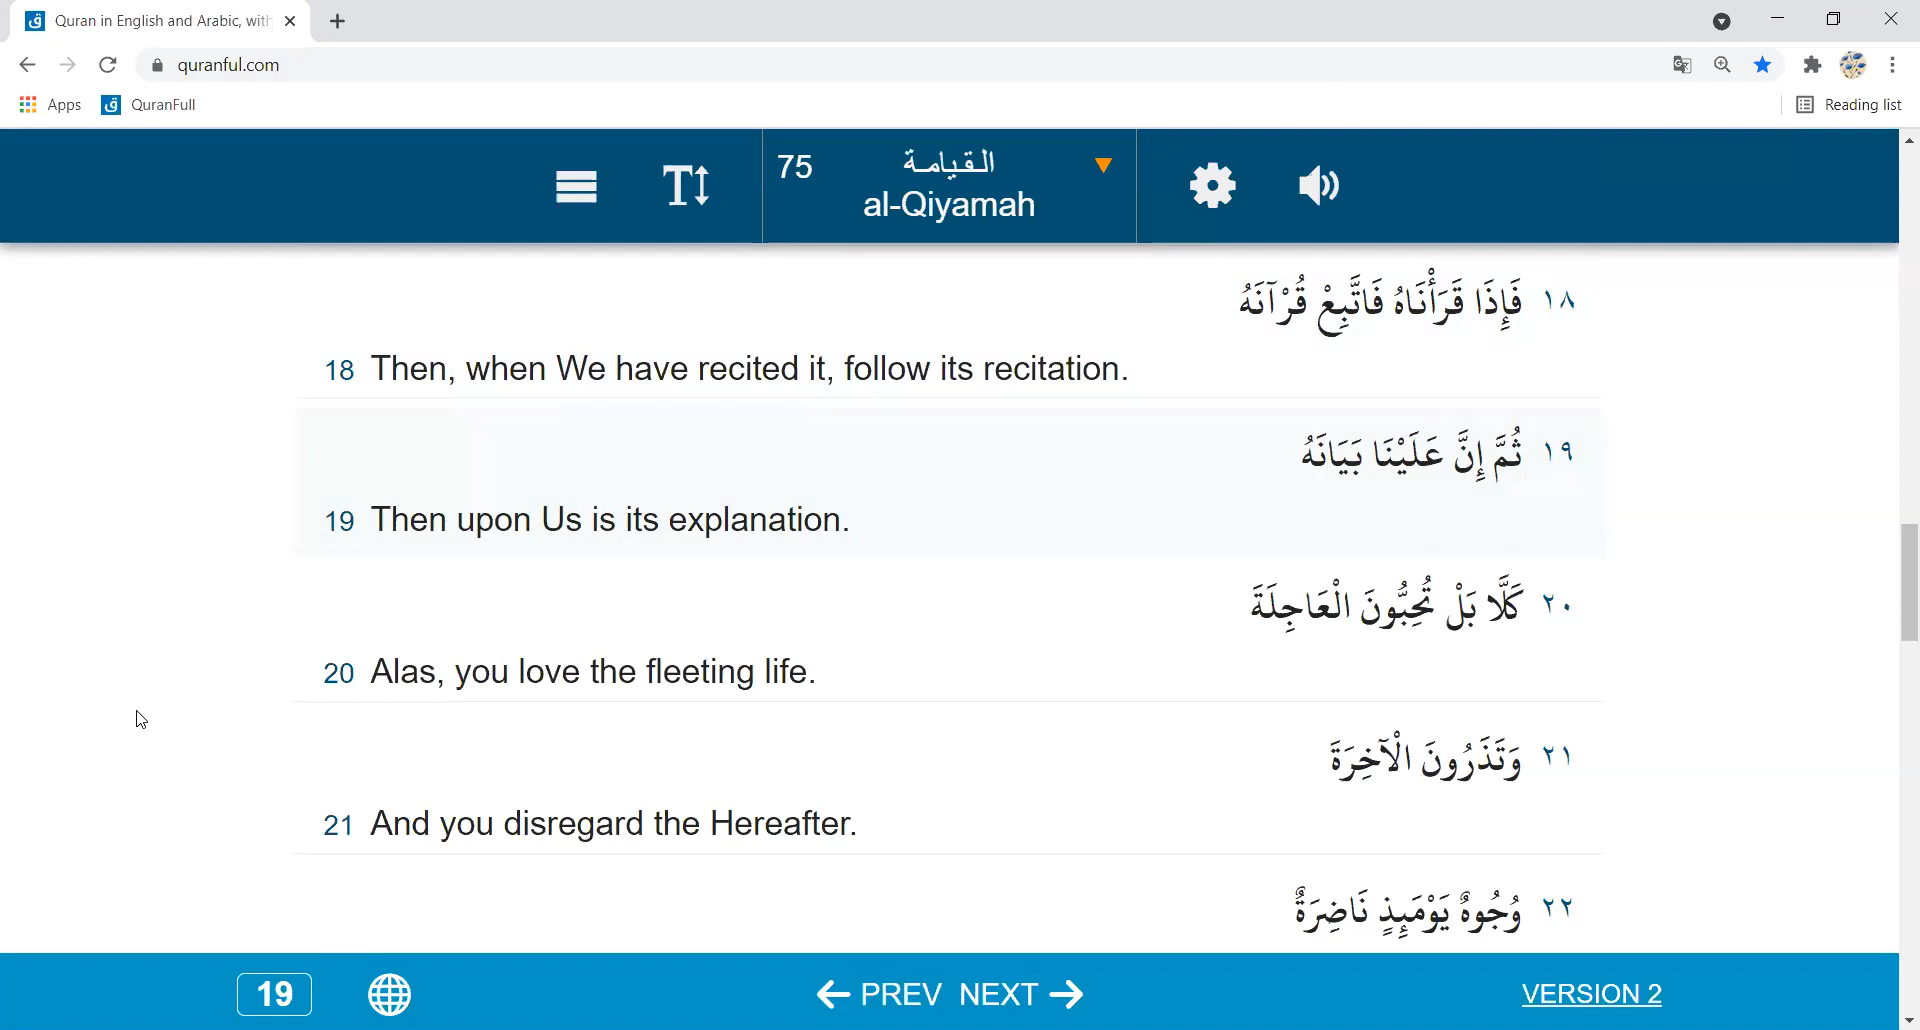 Quran in English and Arabic, with
quranful.com
Apps
QuranFull
Reading list
75
القيامة
al-Qiyamah
١٨ فَإِذَا قَرَأْنَاهُ فَاتَّبِعْ قُرْآنَهُ
18 Then, when We have recited it, follow its recitation.
١٩ ثُمَّ إِنَّ عَلَيْنَا بَيَانَهُ
19 Then upon Us is its explanation.
٢٠ كَلَّا بَلْ تُحِبُّونَ الْعَاجِلَةَ
20 Alas, you love the fleeting life.
٢١ وَتَذَرُونَ الْآخِرَةَ
21 And you disregard the Hereafter.
٢٢ وُجُوهٌ يَوْمَئِذٍ نَاضِرَةٌ
19
PREV NEXT
VERSION 2